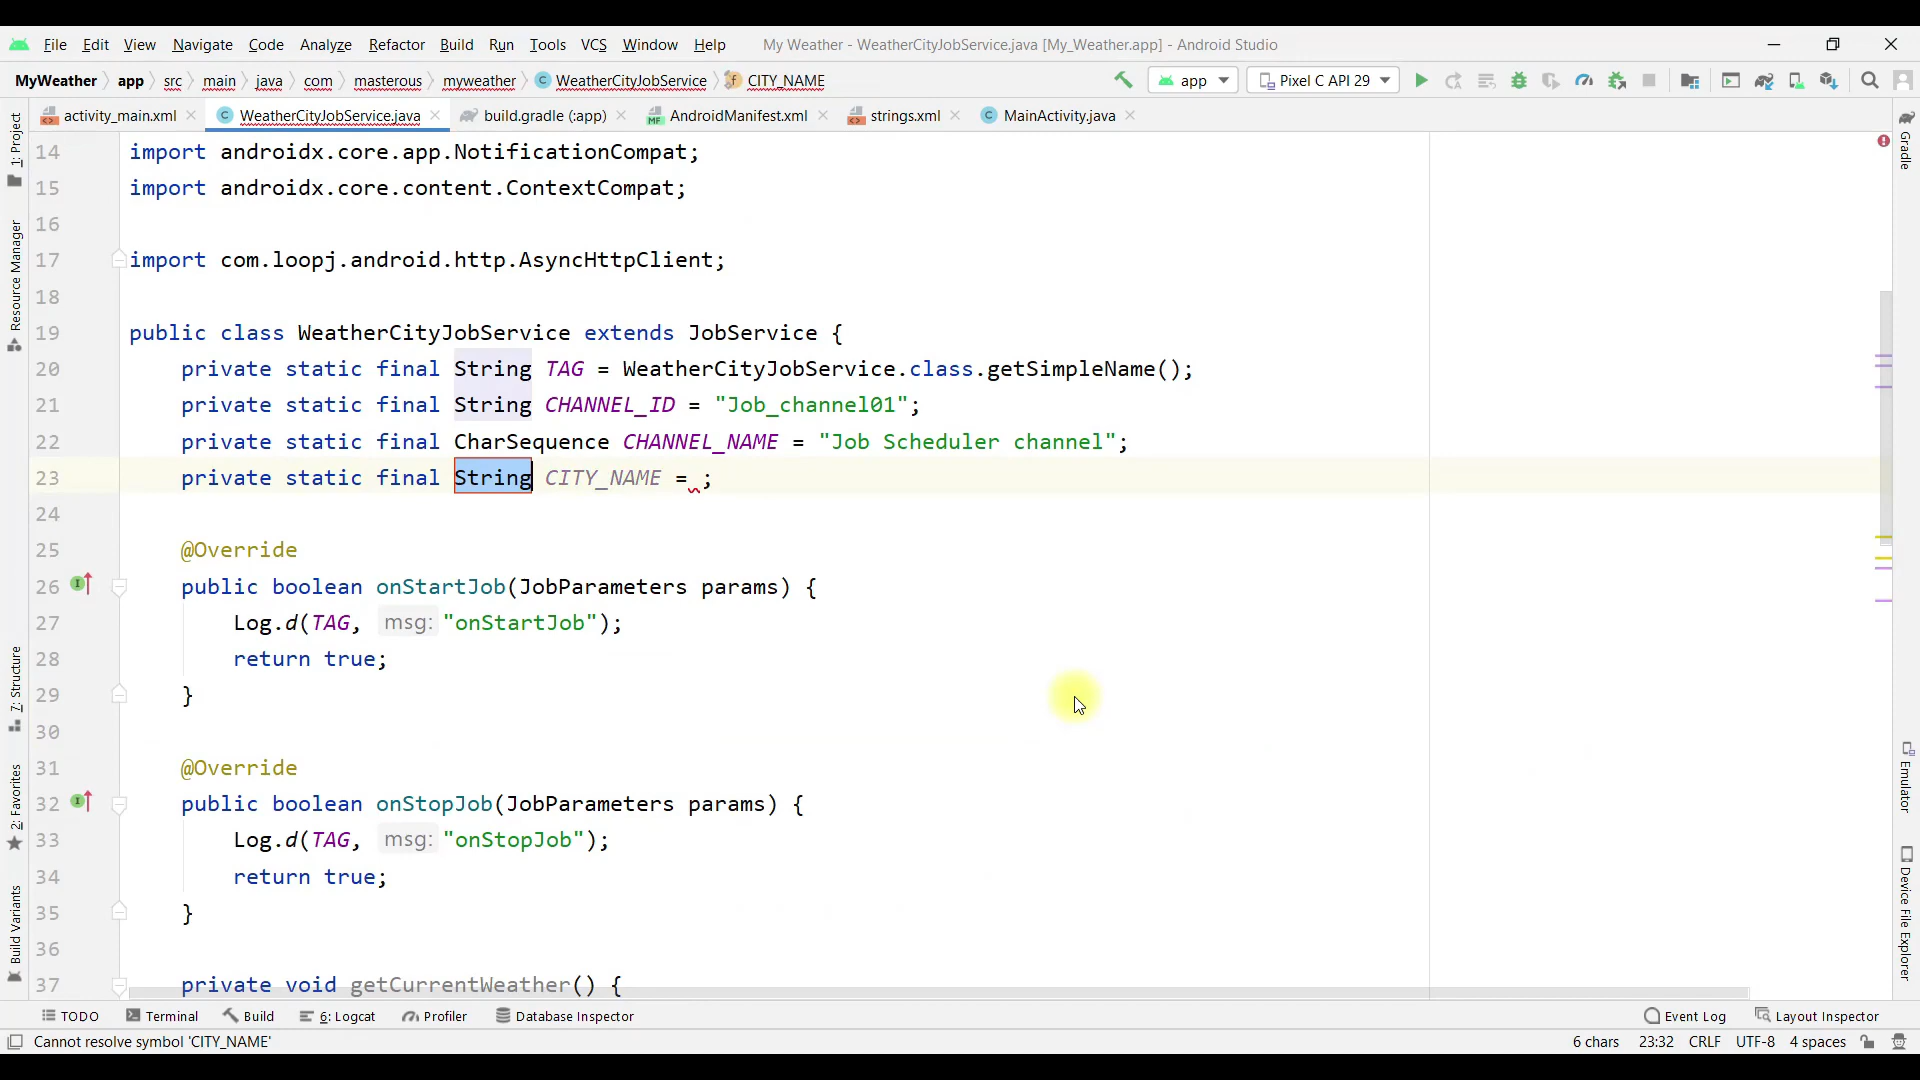 File Edit View Navigate Code Analyze Refactor Build Run Tools VCS Window Help My Weather - WeatherCityJobService.java [My_Weather.app] - Android Studio
MyWeather app src main java com masterous myweather WeatherCityJobService CITY_NAME app Pixel C API 29
activity_main.xml WeatherCityJobService.java build.gradle (:app) AndroidManifest.xml strings.xml MainActivity.java
1: Project
Resource Manager
7: Structure
2: Favorites
Build Variants
14 import androidx.core.app.NotificationCompat;
15 import androidx.core.content.ContextCompat;
16
17 import com.loopj.android.http.AsyncHttpClient;
18
19 public class WeatherCityJobService extends JobService {
20 private static final String TAG = WeatherCityJobService.class.getSimpleName();
21 private static final String CHANNEL_ID = "Job_channel01";
22 private static final CharSequence CHANNEL_NAME = "Job Scheduler channel";
23 private static final String CITY_NAME = ;
24
25 @Override
26 public boolean onStartJob(JobParameters params) {
27 Log.d(TAG, msg: "onStartJob");
28 return true;
29 }
30
31 @Override
32 public boolean onStopJob(JobParameters params) {
33 Log.d(TAG, msg: "onStopJob");
34 return true;
35 }
36
37 private void getCurrentWeather() {
Gradle
Emulator
Device File Explorer
TODO Terminal Build 6: Logcat Profiler Database Inspector Event Log Layout Inspector
Cannot resolve symbol 'CITY_NAME' 6 chars 23:32 CRLF UTF-8 4 spaces